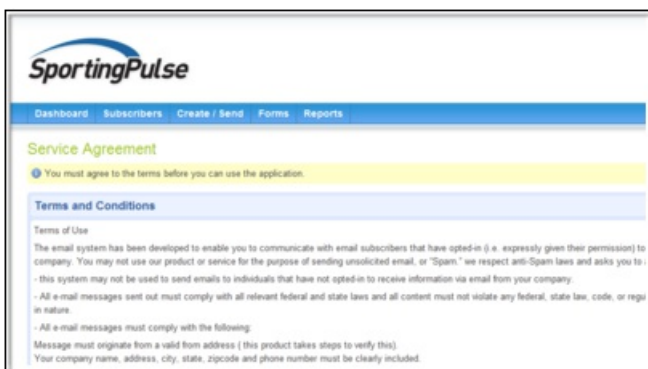 SportingPulse
Dashboard Subscribers Create / Send Forms Reports
Service Agreement
You must agree to the terms before you can use the application.
Terms and Conditions
Terms of Use
The email system has been developed to enable you to communicate with email subscribers that have opted-in (i.e. expressly given their permission) to
company. You may not use our product or service for the purpose of sending unsolicited email, or "Spam." we respect anti-Spam laws and asks you to
- this system may not be used to send emails to individuals that have not opted-in to receive information via email from your company.
- All e-mail messages sent out must comply with all relevant federal and state laws and all content must not violate any federal, state law, code, or regu
in nature.
- All e-mail messages must comply with the following:
Message must originate from a valid from address ( this product takes steps to verify this).
Your company name, address, city, state, zipcode and phone number must be clearly included.